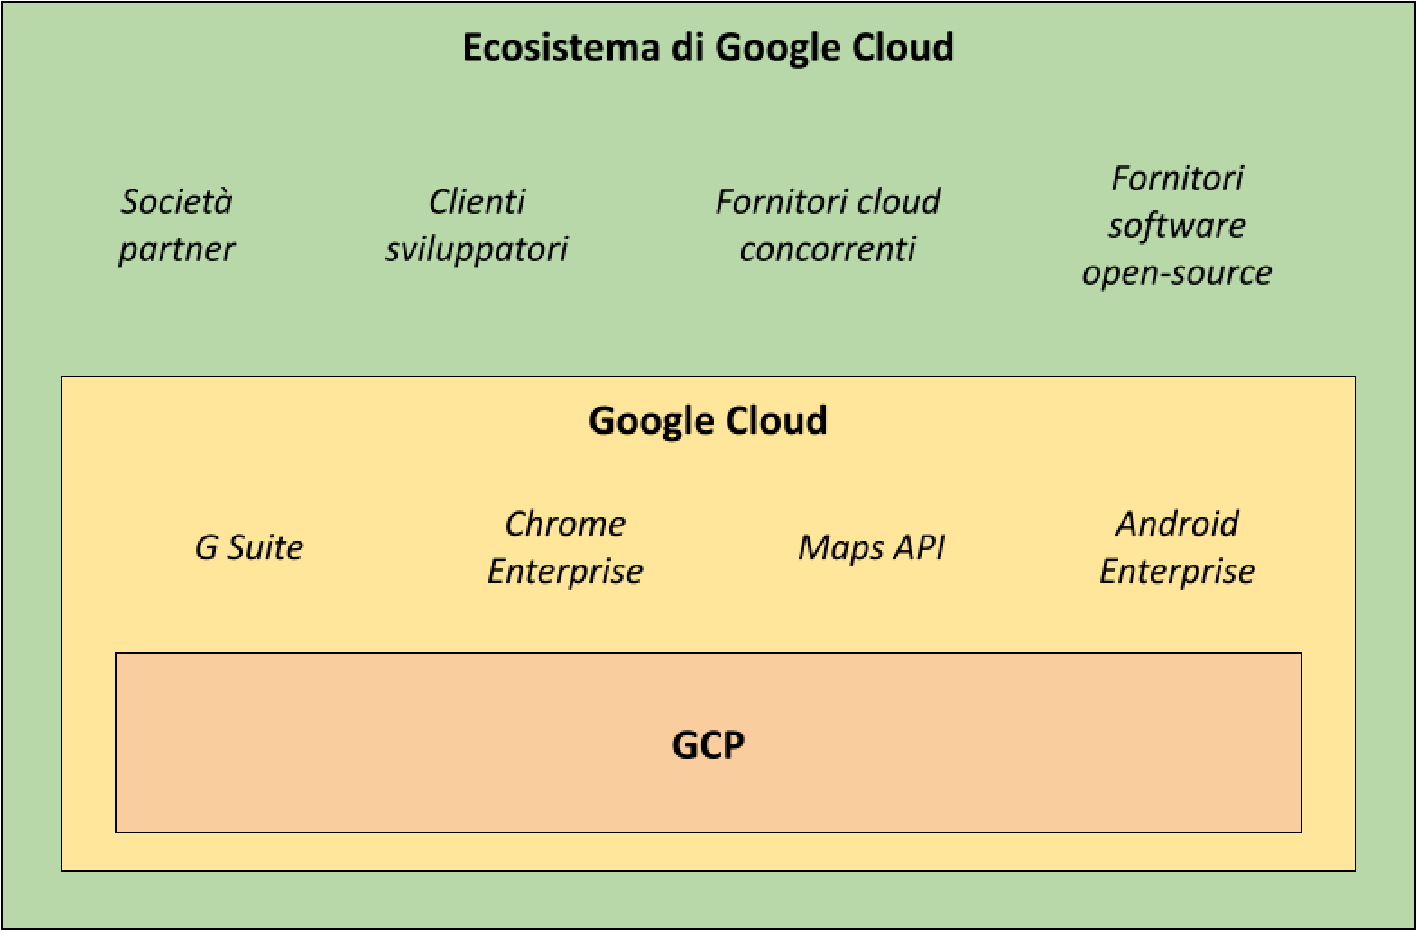 Ecosistema di Google Cloud
Società
partner
Clienti
sviluppatori
Fornitori cloud
concorrenti
Fornitori
software
open-source
Google Cloud
G Suite
Chrome
Enterprise
Maps API
Android
Enterprise
GCP